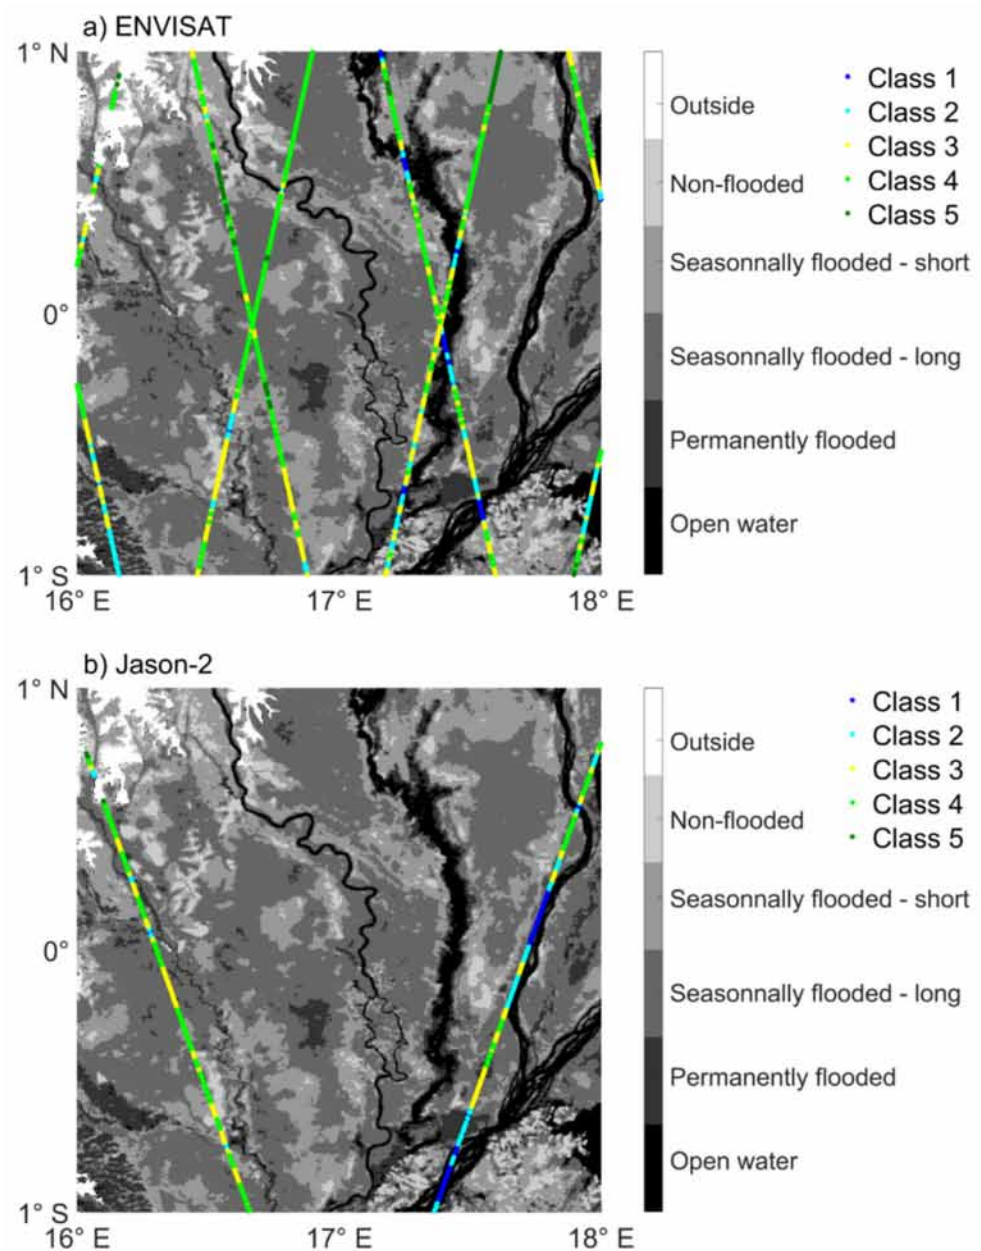 a) ENVISAT
1° N
0°
1° S
16° E
17° E
18° E
Outside
Non-flooded
Seasonnally flooded - short
Seasonnally flooded - long
Permanently flooded
Open water
Class 1
Class 2
Class 3
Class 4
Class 5
b) Jason-2
1° N
0°
1° S
16° E
17° E
18° E
Outside
Non-flooded
Seasonnally flooded - short
Seasonnally flooded - long
Permanently flooded
Open water
Class 1
Class 2
Class 3
Class 4
Class 5